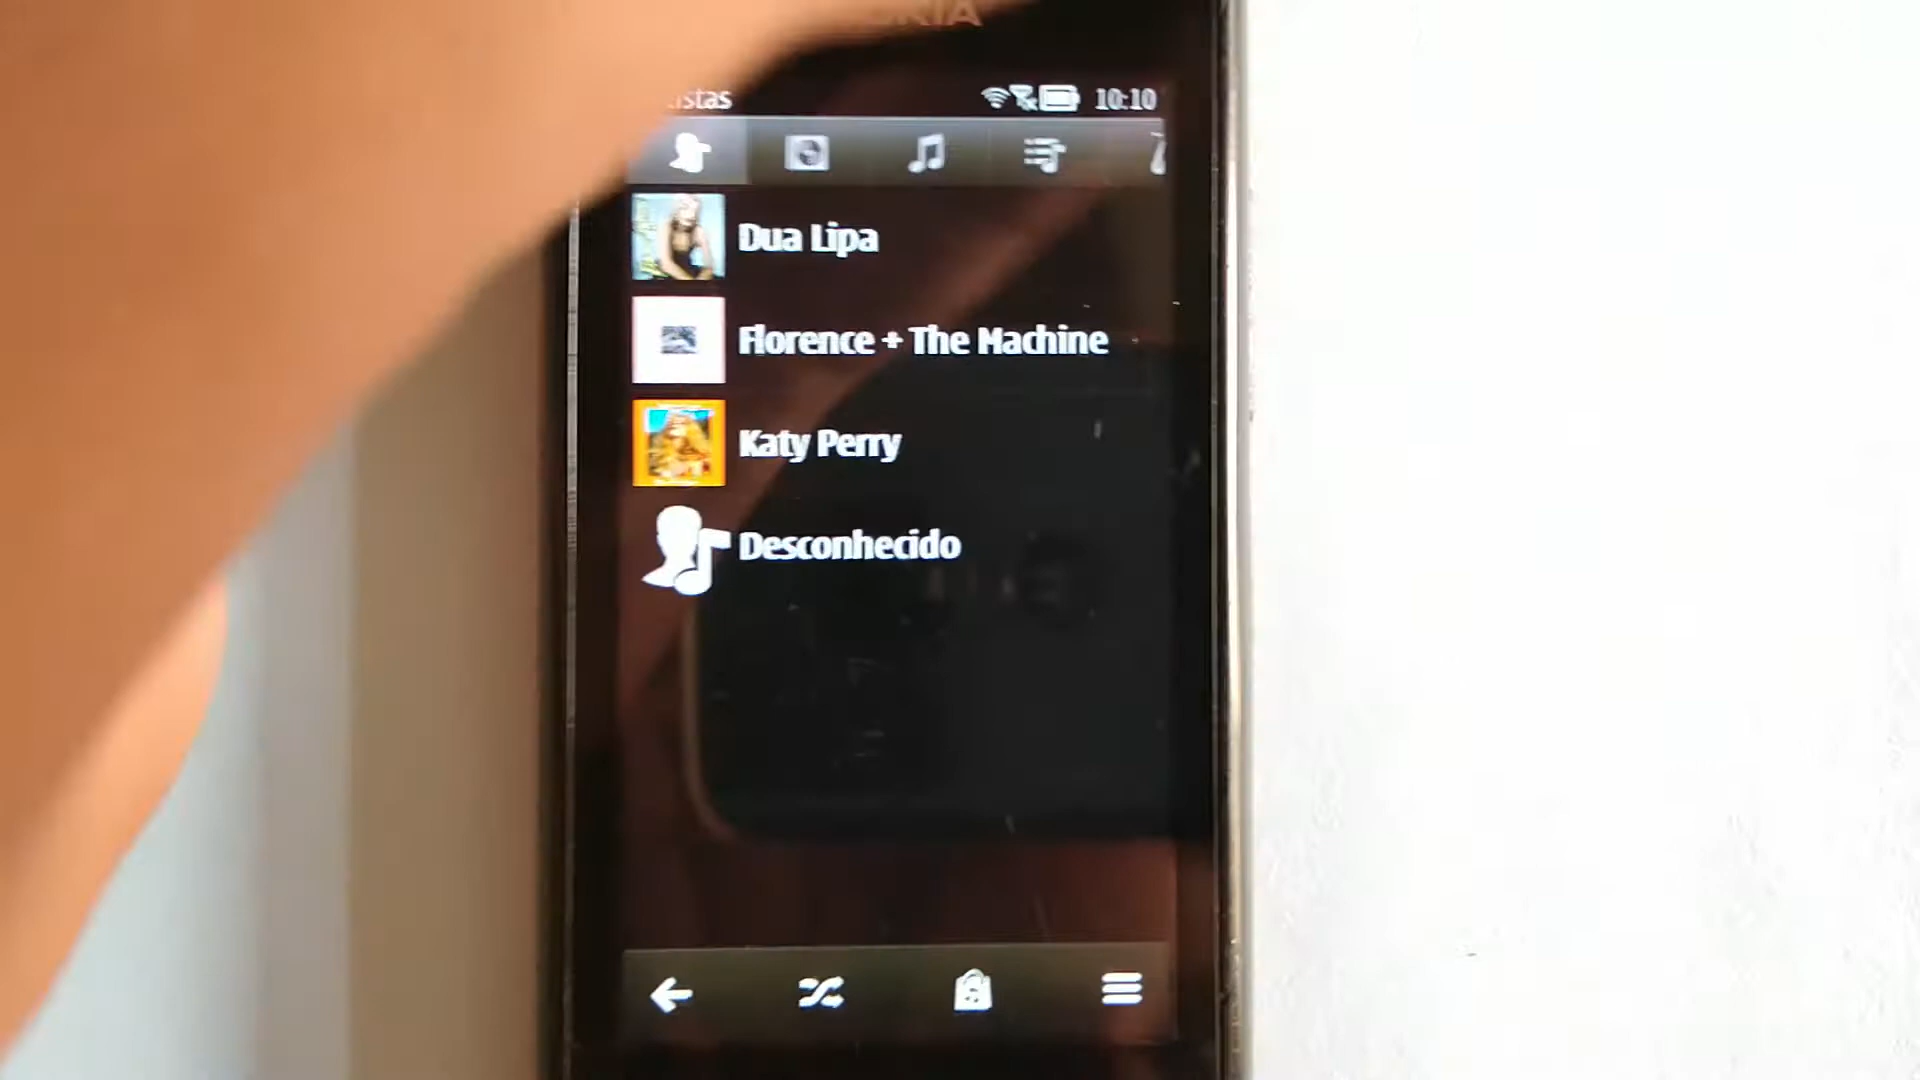 10:10
Dua Lipa
Florence + The Machine
Katy Perry
Desconhecido